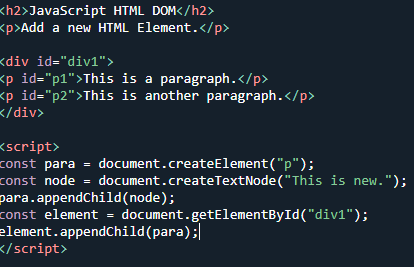 <h2>JavaScript HTML DOM</h2>
<p>Add a new HTML Element.</p>
<div id="div1">
<p id="p1">This is a paragraph.</p>
<p id="p2">This is another paragraph.</p>
</div>
<script>
const para = document.createElement("p");
const node = document.createTextNode("This is new.");
para.appendChild(node);
const element = document.getElementById("div1");
element.appendChild(para);
</script>